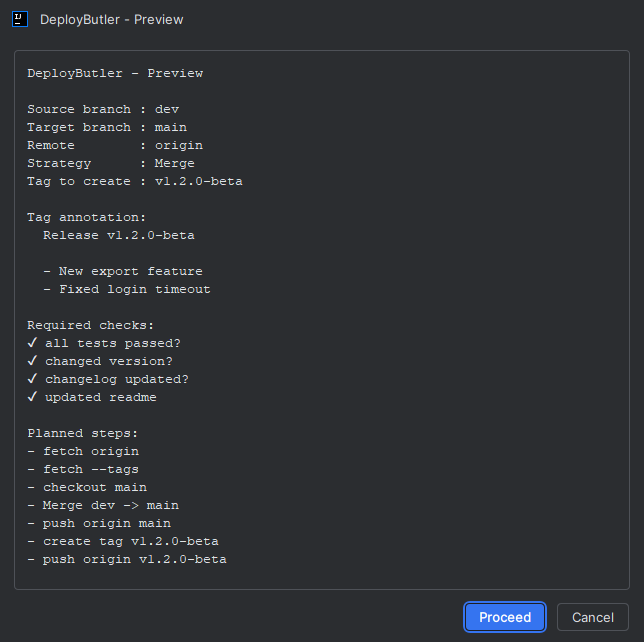 IJ
DeployButler - Preview
DeployButler - Preview
Source branch : dev
Target branch : main
Remote        : origin
Strategy      : Merge
Tag to create : v1.2.0-beta
Tag annotation:
  Release v1.2.0-beta
  - New export feature
  - Fixed login timeout
Required checks:
✓ all tests passed?
✓ changed version?
✓ changelog updated?
✓ updated readme
Planned steps:
- fetch origin
- fetch --tags
- checkout main
- Merge dev -> main
- push origin main
- create tag v1.2.0-beta
- push origin v1.2.0-beta
Proceed
Cancel